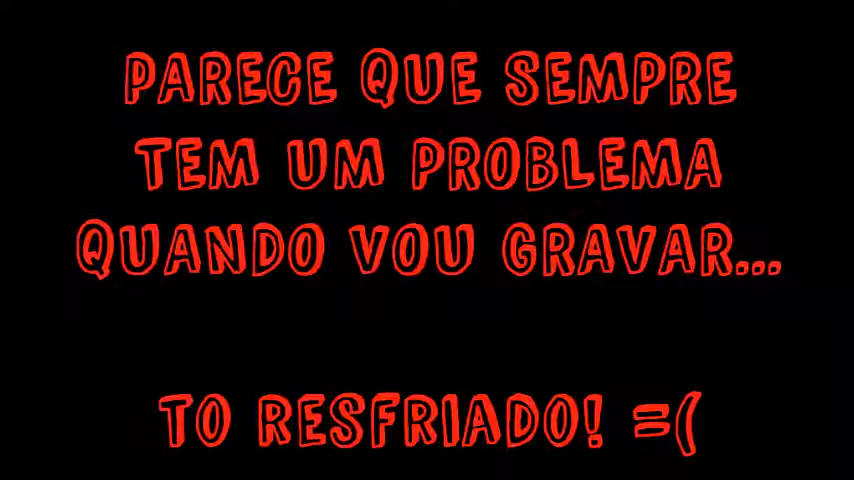 PARECE QUE SEMPRE
TEM UM PROBLEMA
QUANDO VOU GRAVAR...
TO RESFRIADO! =(